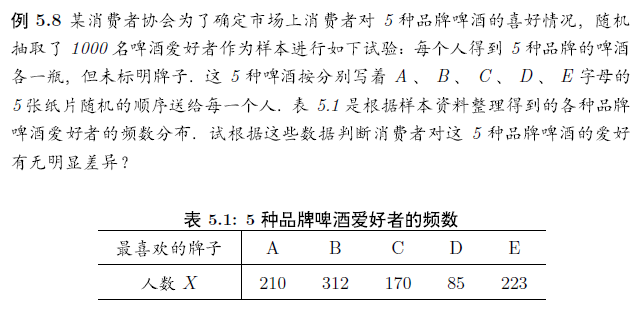 例 5.8 某消费者协会为了确定市场上消费者对 5 种品牌啤酒的喜好情况，随机
抽取了 1000 名啤酒爱好者作为样本进行如下试验：每个人得到 5 种品牌的啤酒
各一瓶，但未标明牌子．这 5 种啤酒按分别写着 A 、 B 、 C 、 D 、 E 字母的
5 张纸片随机的顺序送给每一个人．表 5.1 是根据样本资料整理得到的各种品牌
啤酒爱好者的频数分布．试根据这些数据判断消费者对这 5 种品牌啤酒的爱好
有无明显差异？
表 5.1: 5 种品牌啤酒爱好者的频数
最喜欢的牌子 A B C D E
人数 X 210 312 170 85 223